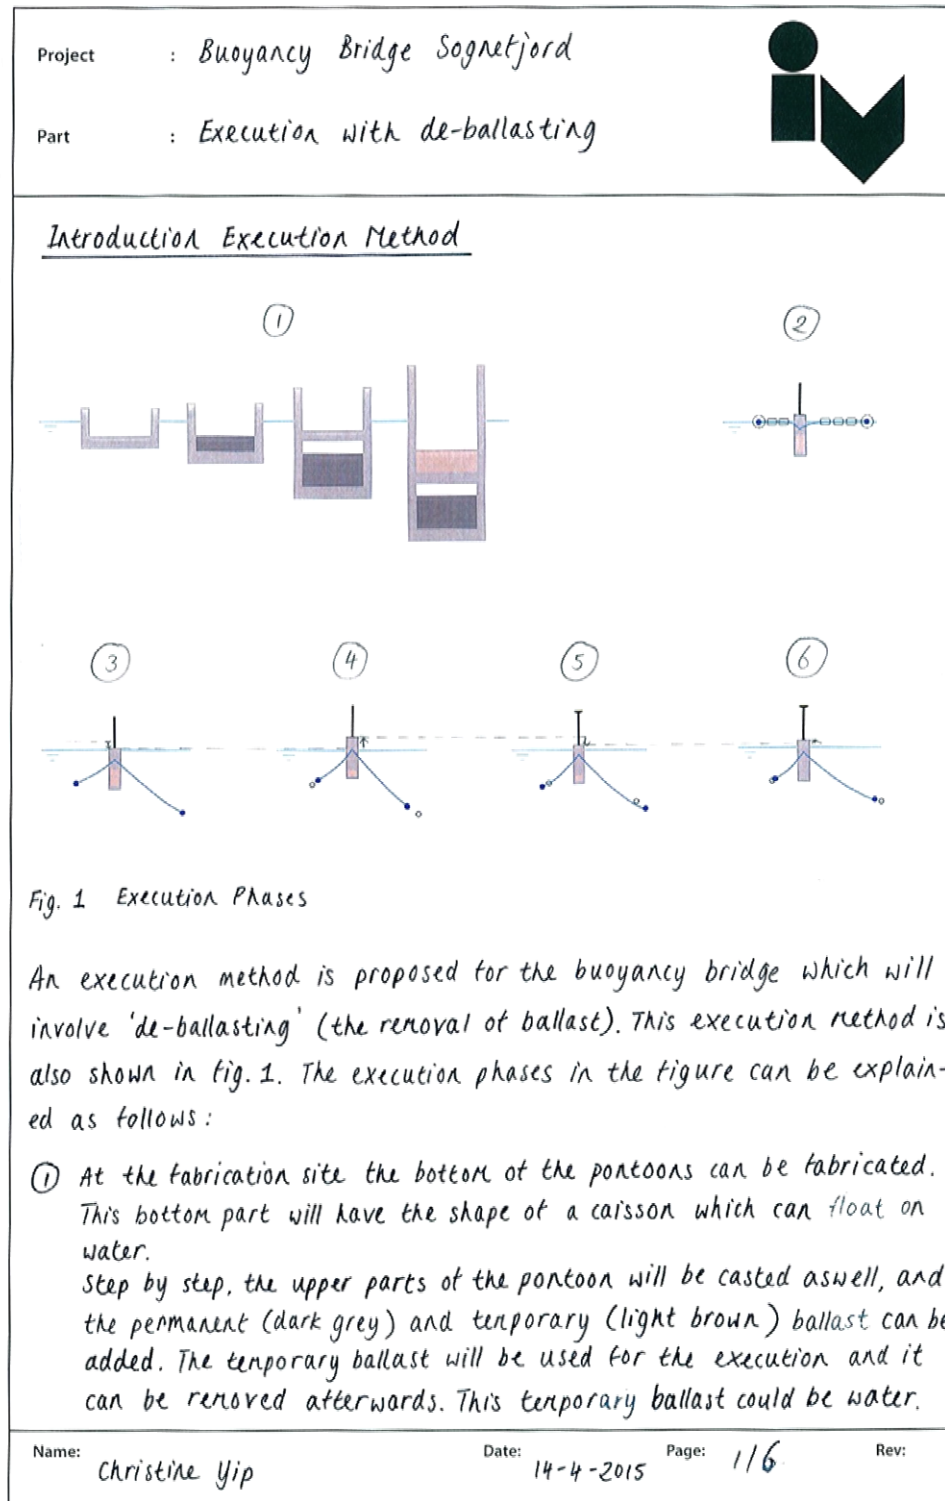 Project : Buoyancy Bridge Sognefjord
iv
Part : Execution with de-ballasting
Introduction Execution Method
1 2
3 4 5 6
Fig. 1 Execution Phases
An execution method is proposed for the buoyancy bridge which will
involve 'de-ballasting' (the removal of ballast). This execution method is
also shown in fig. 1. The execution phases in the figure can be explain-
ed as follows:
1 At the fabrication site the bottom of the pontoons can be fabricated.
This bottom part will have the shape of a caisson which can float on
water.
Step by step, the upper parts of the pontoon will be casted aswell, and
the permanent (dark grey) and temporary (light brown) ballast can be
added. The temporary ballast will be used for the execution and it
can be removed afterwards. This temporary ballast could be water.
Name: Christine Yip Date: 14-4-2015 Page: 1/6 Rev: